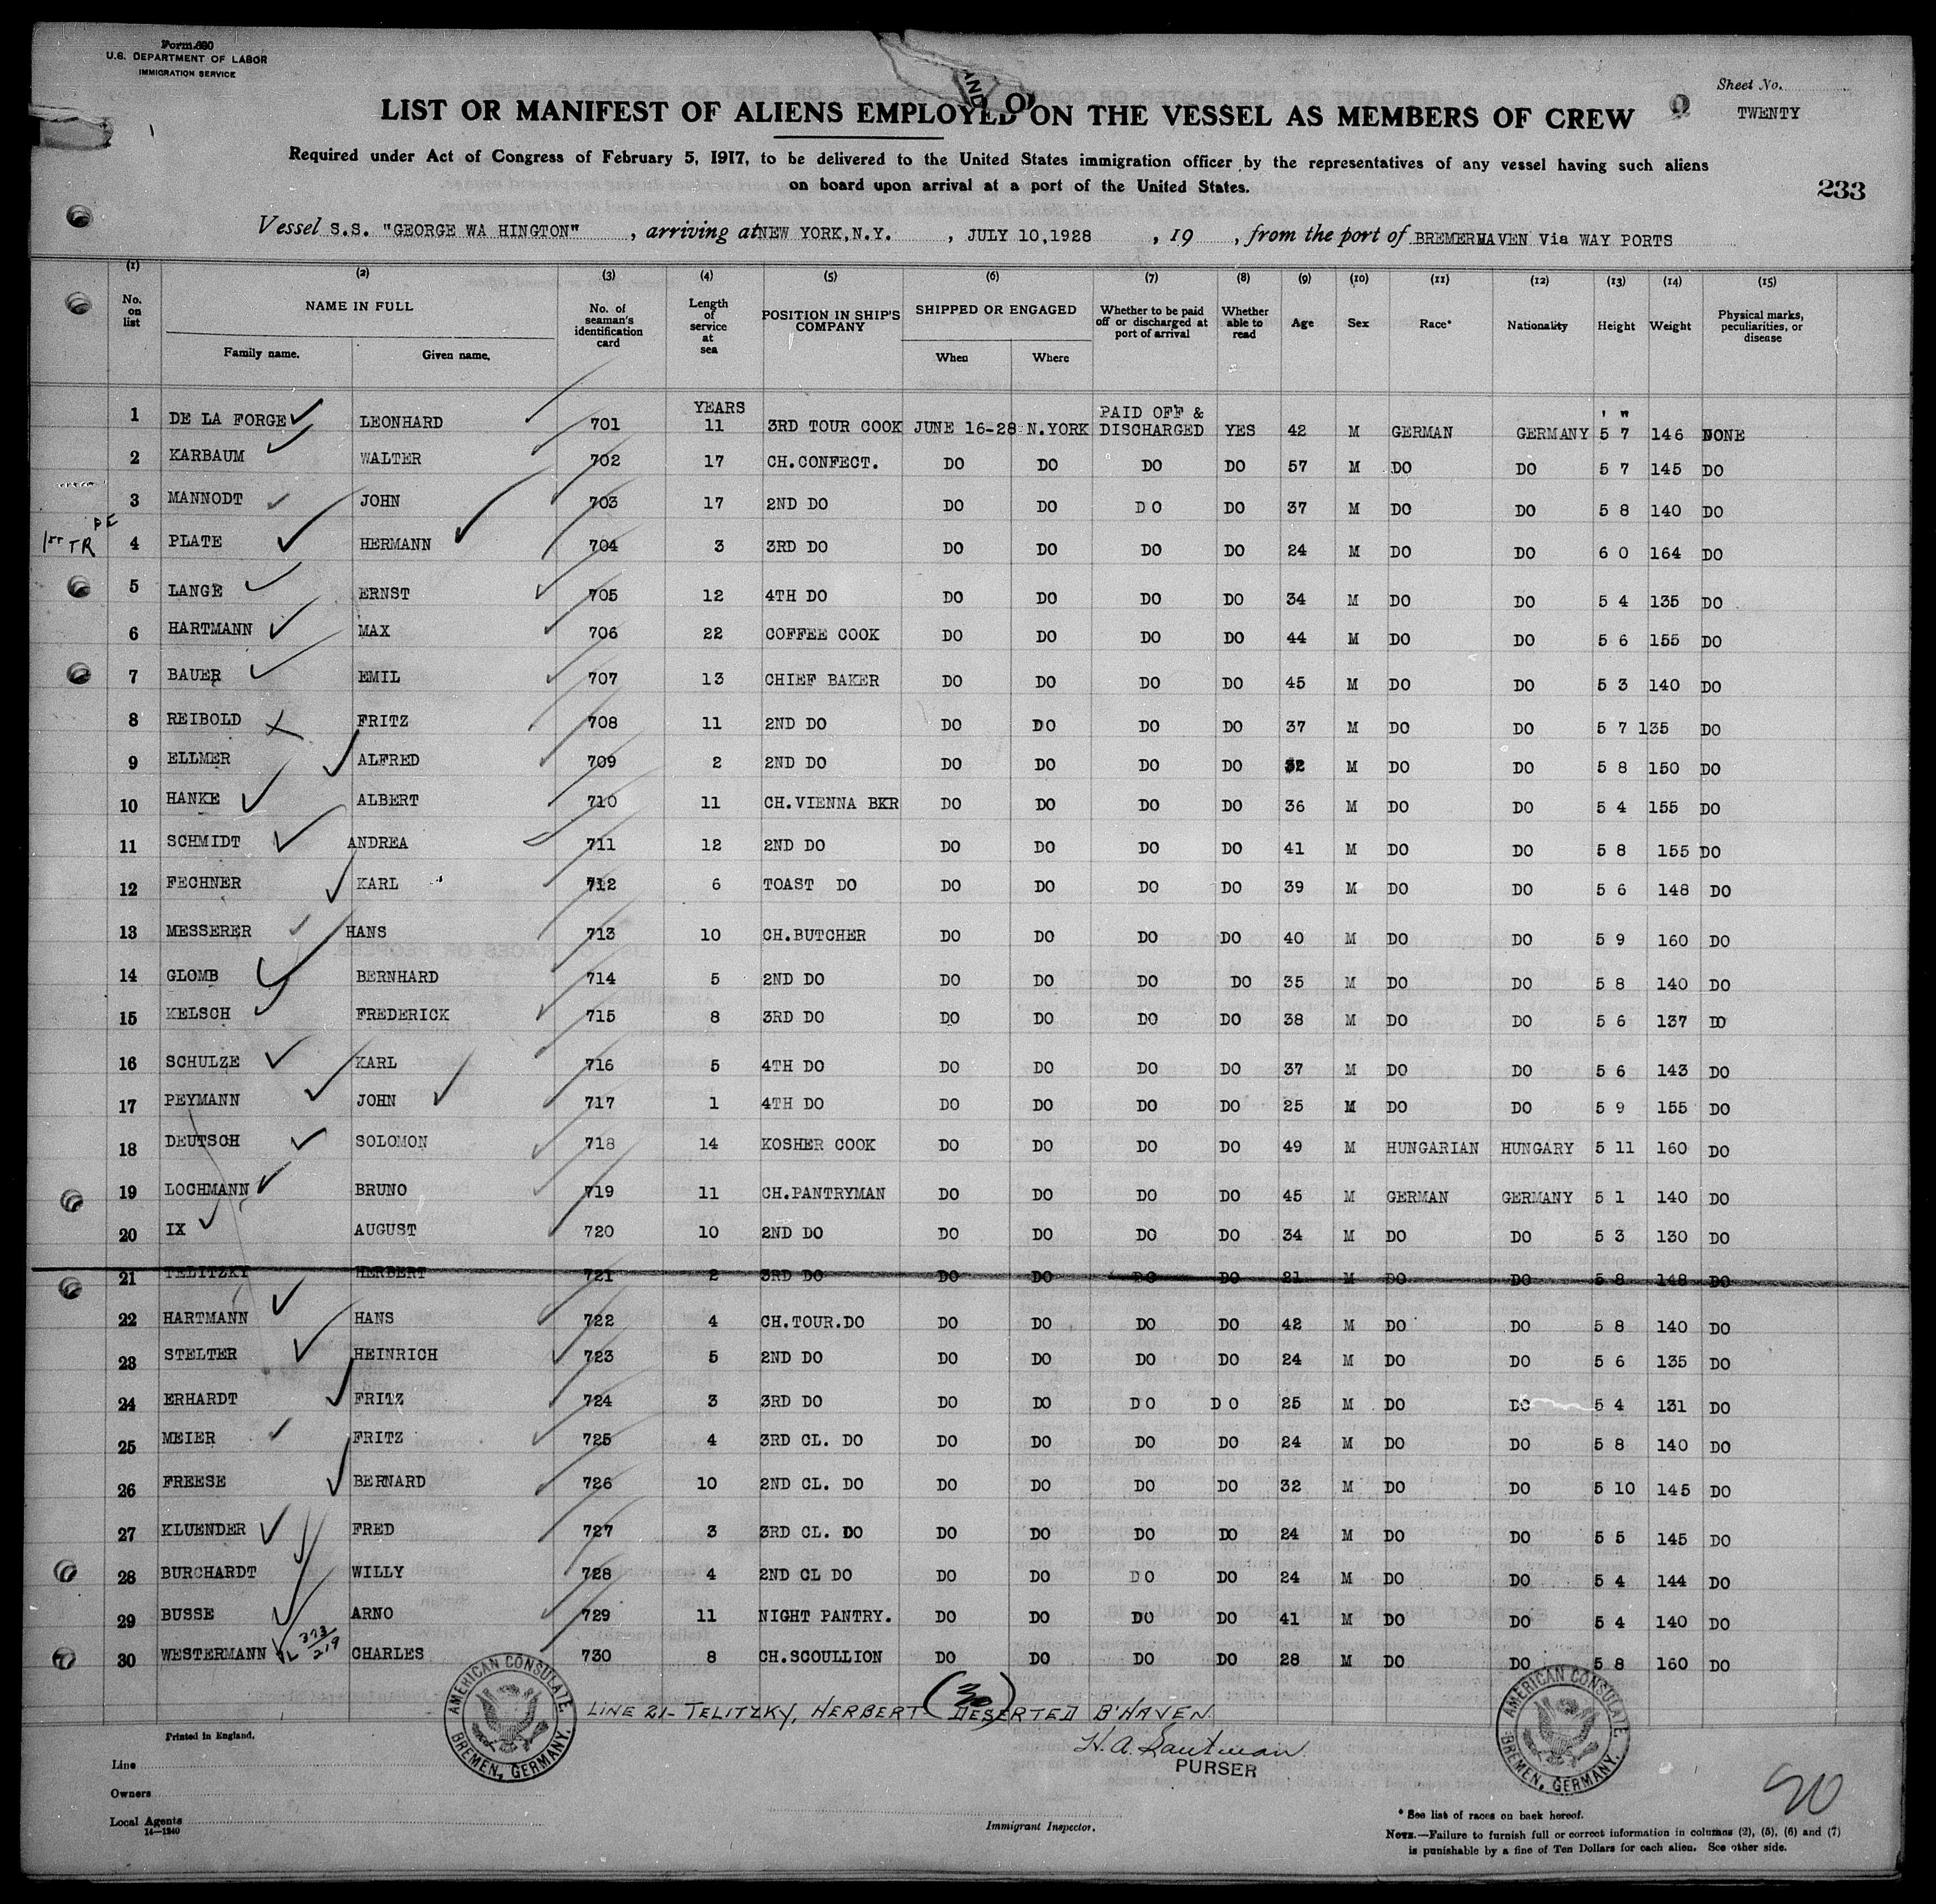 Form 680
U.S. DEPARTMENT OF LABOR
IMMIGRATION SERVICE
Sheet No.
TWENTY
AND
LIST OR MANIFEST OF ALIENS EMPLOYED ON THE VESSEL AS MEMBERS OF CREW
Required under Act of Congress of February 5, 1917, to be delivered to the United States immigration officer by the representatives of any vessel having such aliens
on board upon arrival at a port of the United States.
233
Vessel S.S. "GEORGE WA HINGTON" , arriving at NEW YORK,N.Y. , JULY 10,1928 , 19 , from the port of BREMERHAVEN Via WAY PORTS
(1) (2) (3) (4) (5) (6) (7) (8) (9) (10) (11) (12) (13) (14) (15)
No. on list NAME IN FULL Family name. Given name. No. of seaman's identification card Length of service at sea POSITION IN SHIP'S COMPANY SHIPPED OR ENGAGED When Where Whether to be paid off or discharged at port of arrival Whether able to read Age Sex Race* Nationality Height Weight Physical marks, peculiarities, or disease
YEARS PAID OFF & ' "
1 DE LA FORGE LEONHARD 701 11 3RD TOUR COOK JUNE 16-28 N.YORK DISCHARGED YES 42 M GERMAN GERMANY 5 7 146 NONE
2 KARBAUM WALTER 702 17 CH.CONFECT. DO DO DO DO 57 M DO DO 5 7 145 DO
3 MANNODT JOHN 703 17 2ND DO DO DO DO DO 37 M DO DO 5 8 140 DO
1st TR 4 PLATE HERMANN 704 3 3RD DO DO DO DO DO 24 M DO DO 6 0 164 DO
5 LANGE ERNST 705 12 4TH DO DO DO DO DO 34 M DO DO 5 4 135 DO
6 HARTMANN MAX 706 22 COFFEE COOK DO DO DO DO 44 M DO DO 5 6 155 DO
7 BAUER EMIL 707 13 CHIEF BAKER DO DO DO DO 45 M DO DO 5 3 140 DO
8 REIBOLD FRITZ 708 11 2ND DO DO DO DO DO 37 M DO DO 5 7 135 DO
9 ELLMER ALFRED 709 2 2ND DO DO DO DO DO 32 M DO DO 5 8 150 DO
10 HANKE ALBERT 710 11 CH.VIENNA BKR DO DO DO DO 36 M DO DO 5 4 155 DO
11 SCHMIDT ANDREA 711 12 2ND DO DO DO DO DO 41 M DO DO 5 8 155 DO
12 FECHNER KARL 712 6 TOAST DO DO DO DO DO 39 M DO DO 5 6 148 DO
13 MESSERER HANS 713 10 CH.BUTCHER DO DO DO DO 40 M DO DO 5 9 160 DO
14 GLOMB BERNHARD 714 5 2ND DO DO DO DO DO 35 M DO DO 5 8 140 DO
15 KELSCH FREDERICK 715 8 3RD DO DO DO DO DO 38 M DO DO 5 6 137 DO
16 SCHULZE KARL 716 5 4TH DO DO DO DO DO 37 M DO DO 5 6 143 DO
17 PEYMANN JOHN 717 1 4TH DO DO DO DO DO 25 M DO DO 5 9 155 DO
18 DEUTSCH SOLOMON 718 14 KOSHER COOK DO DO DO DO 49 M HUNGARIAN HUNGARY 5 11 160 DO
19 LOCHMANN BRUNO 719 11 CH.PANTRYMAN DO DO DO DO 45 M GERMAN GERMANY 5 1 140 DO
20 IX AUGUST 720 10 2ND DO DO DO DO DO 34 M DO DO 5 3 130 DO
21 TELITZKY HERBERT 721 2 3RD DO DO DO DO DO 21 M DO DO 5 8 148 DO
22 HARTMANN HANS 722 4 CH.TOUR.DO DO DO DO DO 42 M DO DO 5 8 140 DO
23 STELTER HEINRICH 723 5 2ND DO DO DO DO DO 24 M DO DO 5 6 135 DO
24 ERHARDT FRITZ 724 3 3RD DO DO DO DO DO 25 M DO DO 5 4 131 DO
25 MEIER FRITZ 725 4 3RD CL. DO DO DO DO DO 24 M DO DO 5 8 140 DO
26 FREESE BERNARD 726 10 2ND CL. DO DO DO DO DO 32 M DO DO 5 10 145 DO
27 KLUENDER FRED 727 3 3RD CL. DO DO DO DO DO 24 M DO DO 5 5 145 DO
28 BURCHARDT WILLY 728 4 2ND CL DO DO DO DO DO 24 M DO DO 5 4 144 DO
29 BUSSE ARNO 729 11 NIGHT PANTRY. DO DO DO DO 41 M DO DO 5 4 140 DO
30 WESTERMANN 373/219 CHARLES 730 8 CH.SCOULLION DO DO DO DO 28 M DO DO 5 8 160 DO
LINE 21- TELITZKY, HERBERT (30) DESERTED B'HAVEN
AMERICAN CONSULATE. BREMEN, GERMANY.
AMERICAN CONSULATE. BREMEN, GERMANY.
PURSER
Printed in England.
Line
Owners
Local Agents
14-1240
Immigrant Inspector.
20
* See list of races on back hereof.
NOTE.—Failure to furnish full or correct information in columns (2), (5), (6) and (7)
is punishable by a fine of Ten Dollars for each alien. See other side.